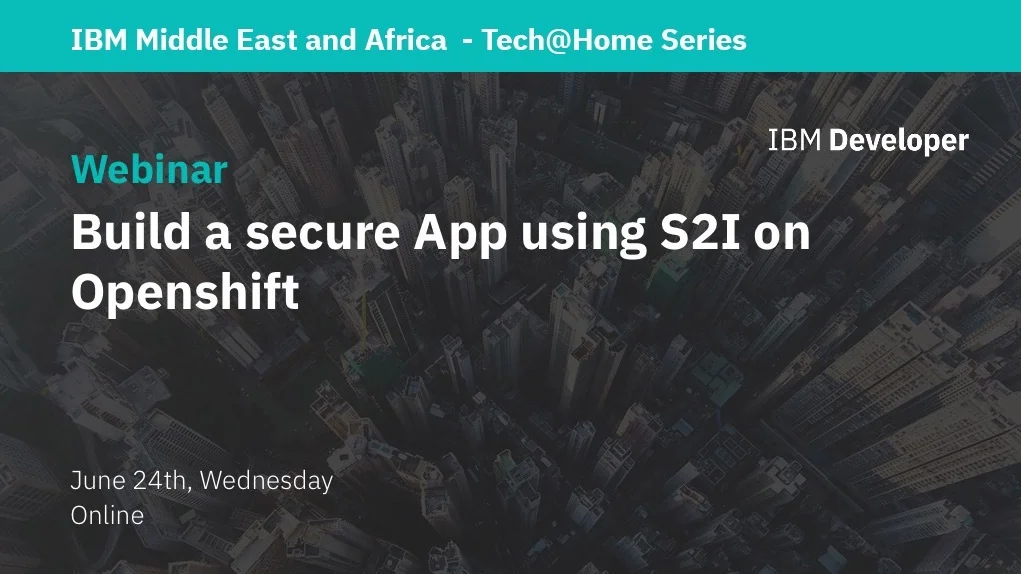 IBM Middle East and Africa - Tech@Home Series
IBM Developer
Webinar
Build a secure App using S2I on
Openshift
June 24th, Wednesday
Online